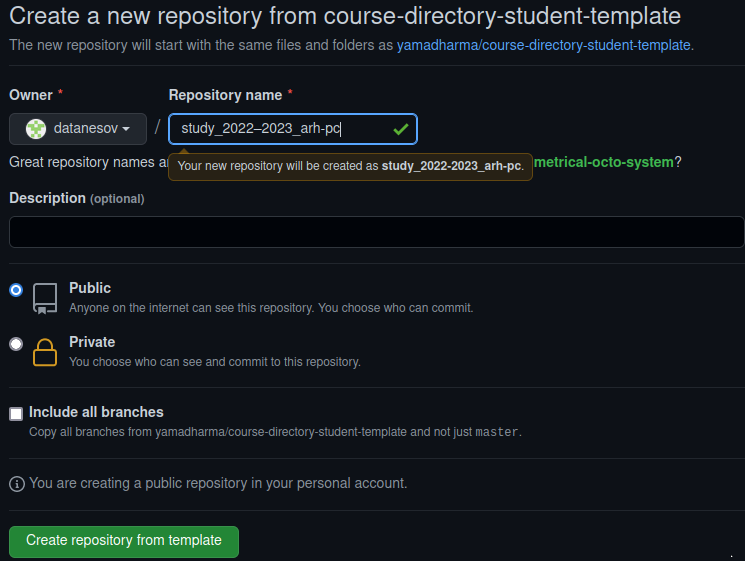 Create a new repository from course-directory-student-template
The new repository will start with the same files and folders as yamadharma/course-directory-student-template.
Owner * Repository name *
datanesov / study_2022–2023_arh-pc
Great repository names a metrical-octo-system?
Your new repository will be created as study_2022-2023_arh-pc.
Description (optional)
Public
Anyone on the internet can see this repository. You choose who can commit.
Private
You choose who can see and commit to this repository.
Include all branches
Copy all branches from yamadharma/course-directory-student-template and not just master.
You are creating a public repository in your personal account.
Create repository from template